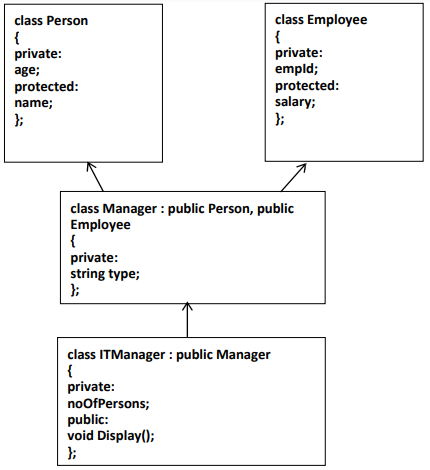 class Person
{
private:
age;
protected:
name;
};
class Employee
{
private:
empId;
protected:
salary;
};
class Manager : public Person, public
Employee
{
private:
string type;
};
class ITManager : public Manager
{
private:
noOfPersons;
public:
void Display();
};